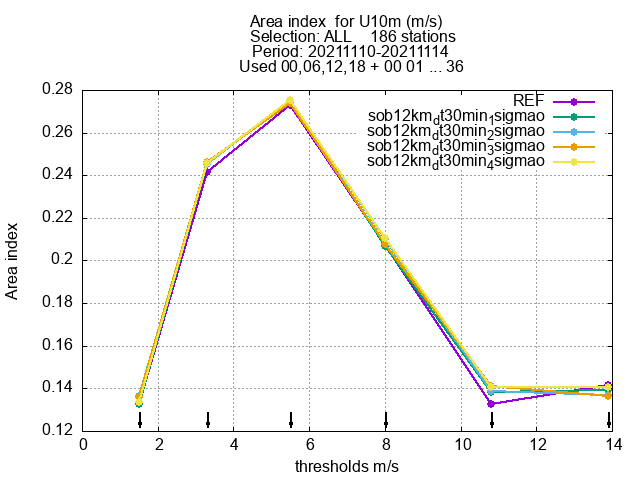 Area index  for U10m (m/s)
Selection: ALL    186 stations
Period: 20211110-20211114
Used 00,06,12,18 + 00 01 ... 36
REF
sob12km_dt30min_1sigmao
sob12km_dt30min_2sigmao
sob12km_dt30min_3sigmao
sob12km_dt30min_4sigmao
0.28
0.26
0.24
0.22
0.2
0.18
0.16
0.14
0.12
Area index
0 2 4 6 8 10 12 14
thresholds m/s